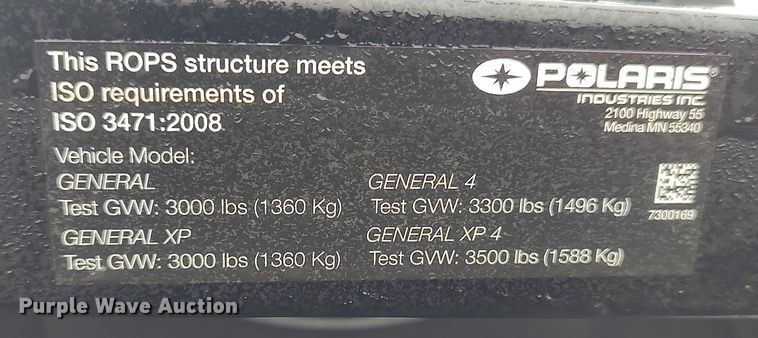 This ROPS structure meets
ISO requirements of
ISO 3471:2008
POLARIS®
INDUSTRIES INC.
2100 Highway 55
Medina MN 55340
Vehicle Model:
GENERAL
Test GVW: 3000 lbs (1360 Kg)
GENERAL XP
Test GVW: 3000 lbs (1360 Kg)
GENERAL 4
Test GVW: 3300 lbs (1496 Kg)
GENERAL XP 4
Test GVW: 3500 lbs (1588 Kg)
7300169
Purple Wave Auction